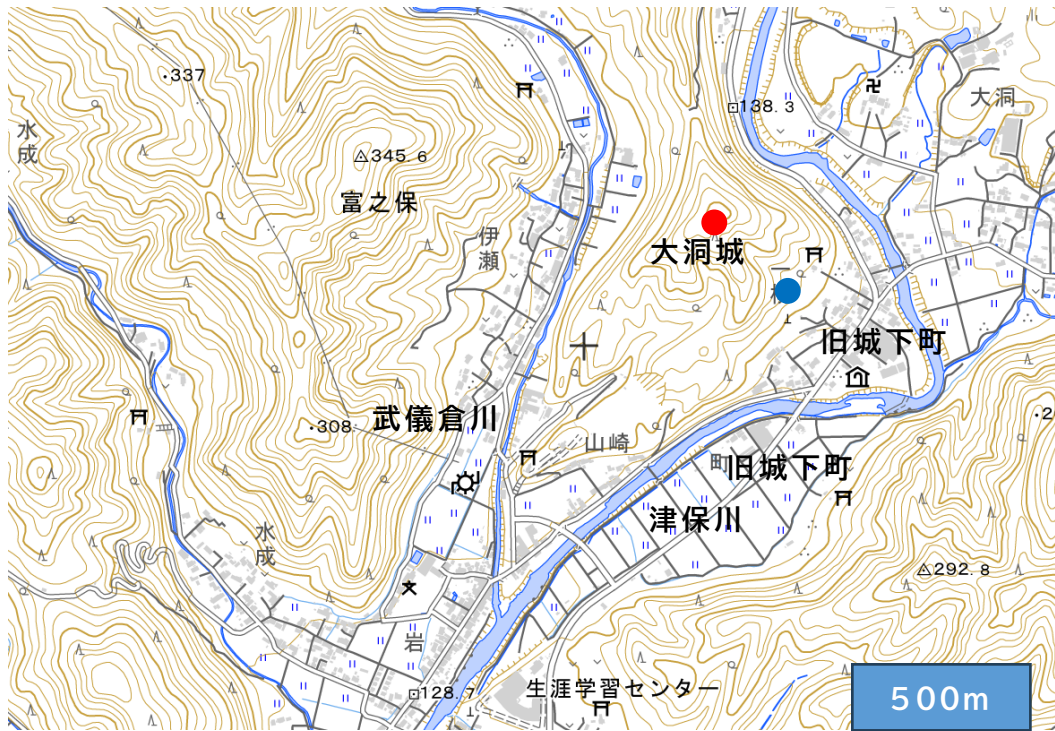 ・337
138.3
大洞
水成
345.6
富之保
伊瀬
大洞城
一柳
旧城下町
武儀倉川
・308
山崎
町
旧城下町
津保川
水成
292.8
岩
128.7
生涯学習センター
500m